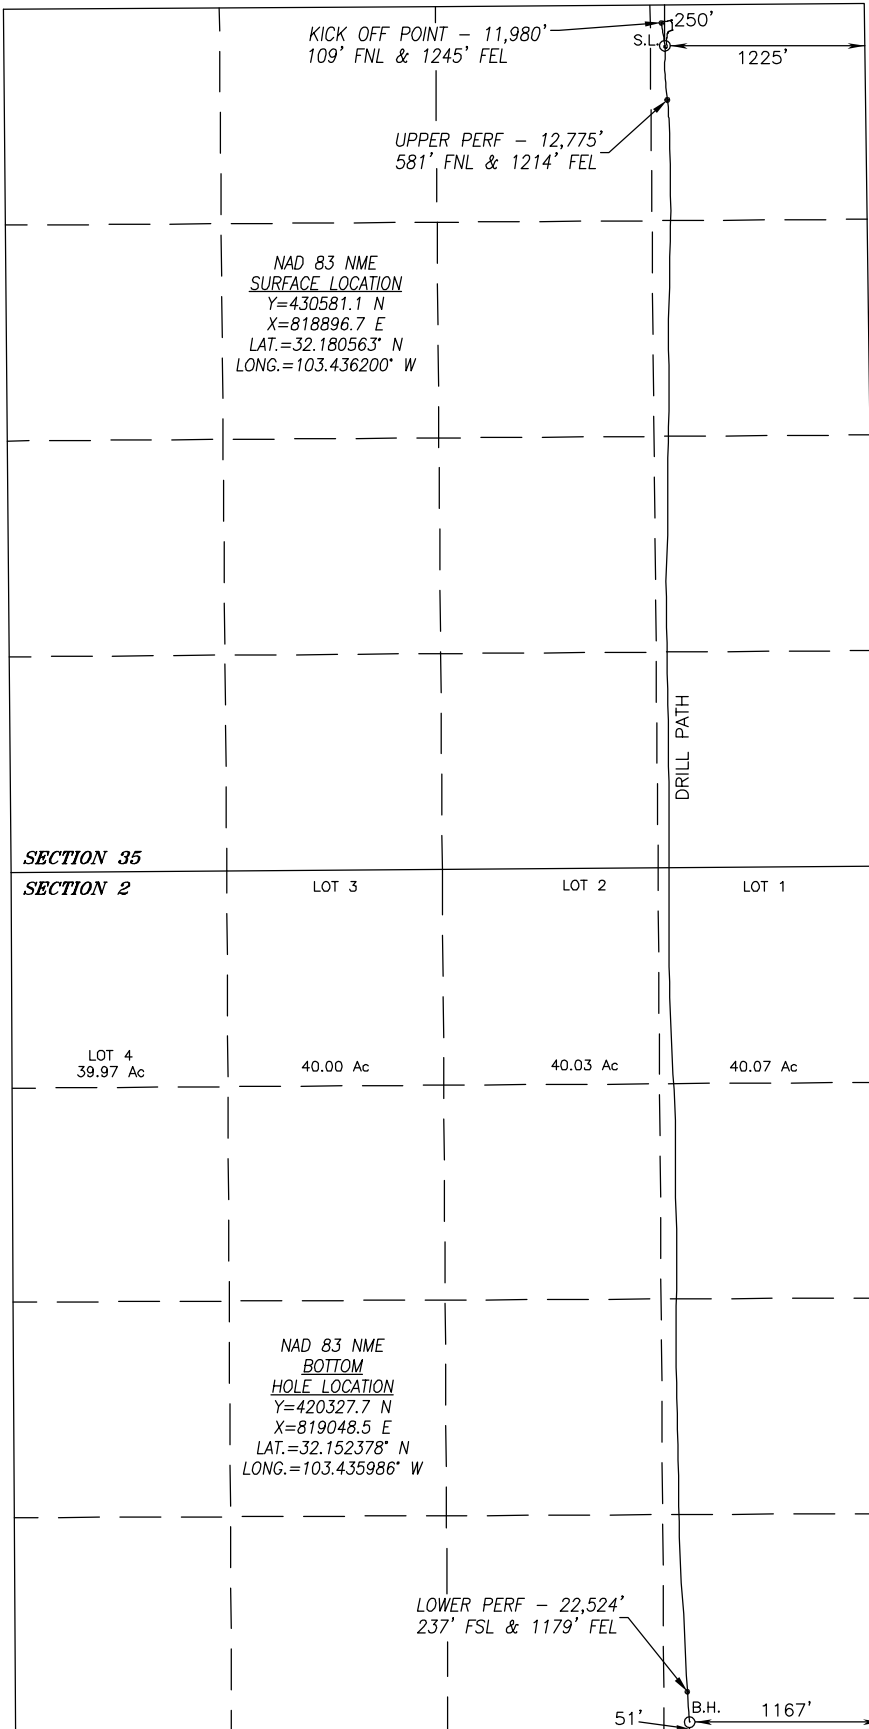 KICK OFF POINT – 11,980'
109' FNL & 1245' FEL
250'
S.L.
1225'
UPPER PERF – 12,775'
581' FNL & 1214' FEL
NAD 83 NME
SURFACE LOCATION
Y=430581.1 N
X=818896.7 E
LAT.=32.180563° N
LONG.=103.436200° W
DRILL PATH
SECTION 35
SECTION 2
LOT 3
LOT 2
LOT 1
LOT 4
39.97 Ac
40.00 Ac
40.03 Ac
40.07 Ac
NAD 83 NME
BOTTOM
HOLE LOCATION
Y=420327.7 N
X=819048.5 E
LAT.=32.152378° N
LONG.=103.435986° W
LOWER PERF – 22,524'
237' FSL & 1179' FEL
B.H.
1167'
51'